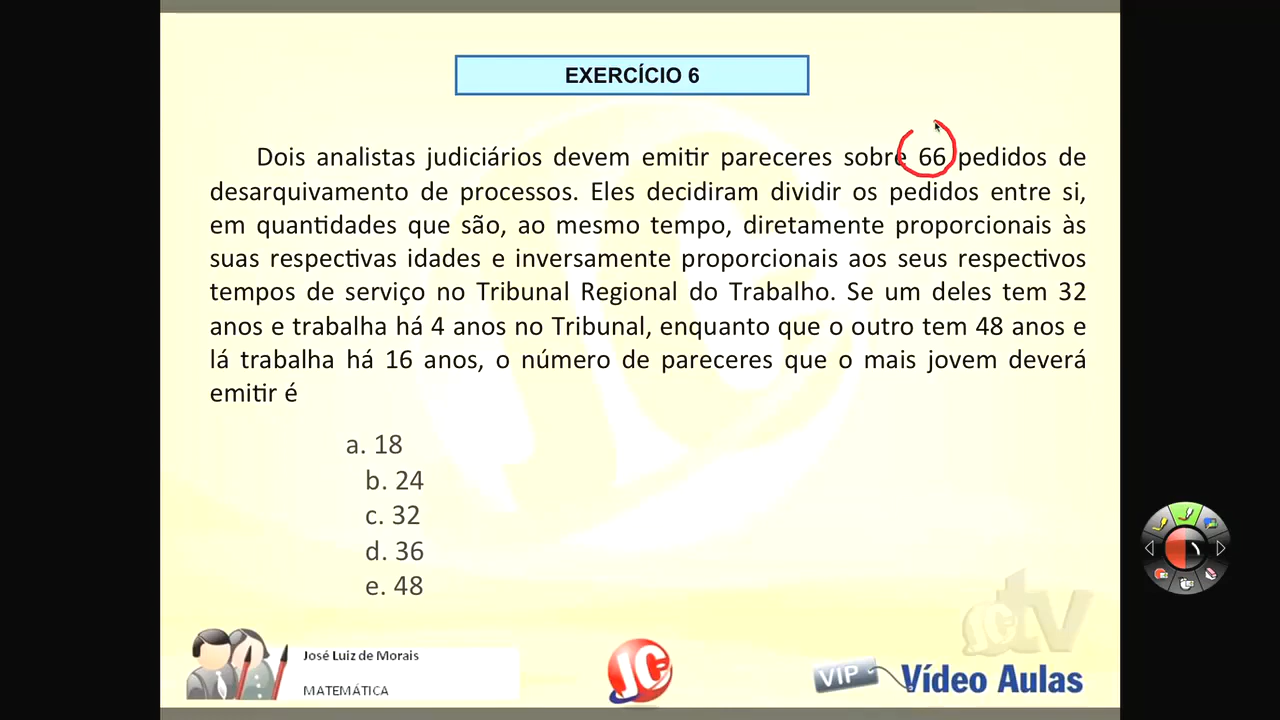 EXERCÍCIO 6
Dois analistas judiciários devem emitir pareceres sobre 66 pedidos de
desarquivamento de processos. Eles decidiram dividir os pedidos entre si,
em quantidades que são, ao mesmo tempo, diretamente proporcionais às
suas respectivas idades e inversamente proporcionais aos seus respectivos
tempos de serviço no Tribunal Regional do Trabalho. Se um deles tem 32
anos e trabalha há 4 anos no Tribunal, enquanto que o outro tem 48 anos e
lá trabalha há 16 anos, o número de pareceres que o mais jovem deverá
emitir é
a. 18
b. 24
c. 32
d. 36
e. 48
José Luiz de Morais
MATEMÁTICA
JC
VIP
Vídeo Aulas
JC tv